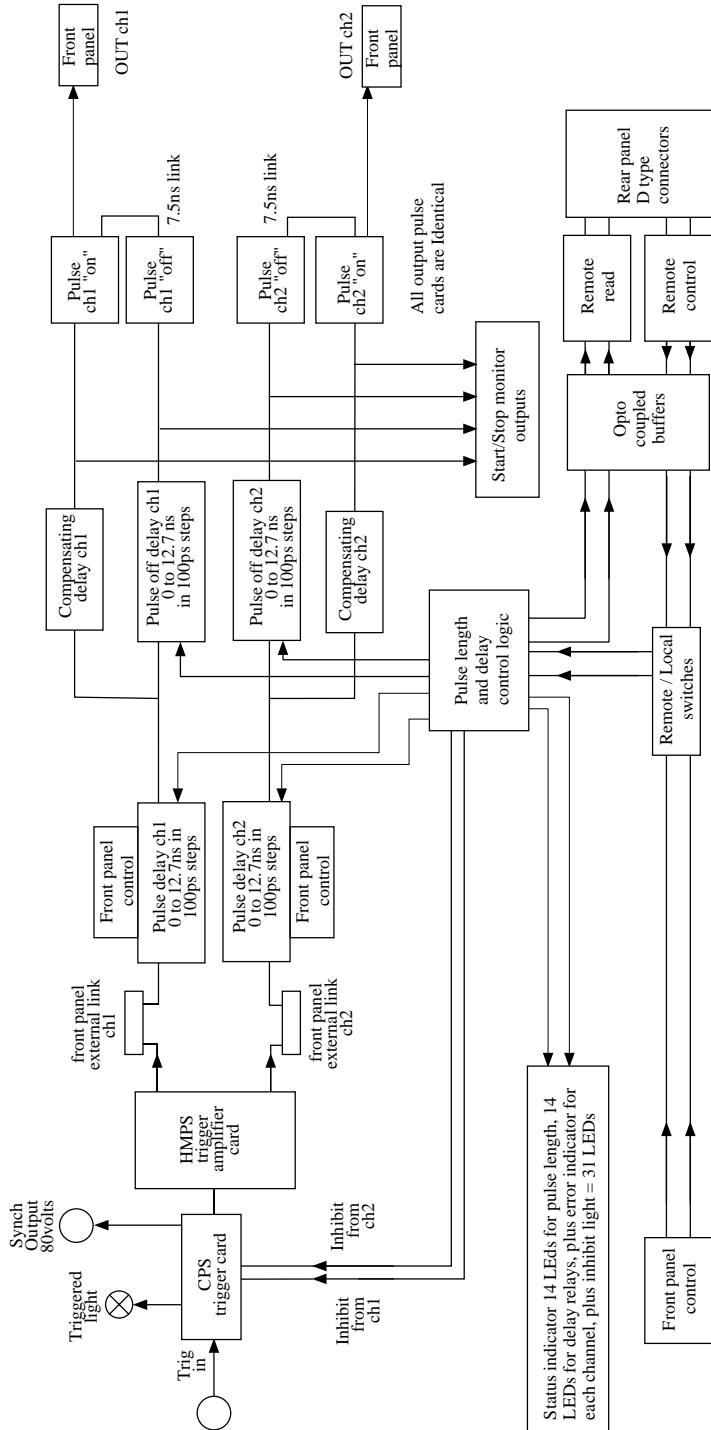 Trig
in
Triggered
light
Synch
Output
80volts
CPS
trigger card
Inhibit
from
ch1
Inhibit
from
ch2
HMPS
trigger
amplifier
card
front panel
external link
ch1
front panel
external link
ch2
Front panel
control
Pulse delay ch1
0 to 12.7ns in
100ps steps
Pulse delay ch2
0 to 12.7ns in
100ps steps
Front panel
control
Compensating
delay ch1
Pulse off delay ch1
0 to 12.7 ns
in 100ps steps
Pulse off delay ch2
0 to 12.7 ns
in 100ps steps
Compensating
delay ch2
Pulse
ch1 "on"
Pulse
ch1 "off"
7.5ns link
Pulse
ch2 "off"
Pulse
ch2 "on"
7.5ns link
Front
panel
OUT ch1
OUT ch2
Front
panel
All output pulse
cards are Identical
Start/Stop monitor
outputs
Pulse length
and delay
control logic
Status indicator 14 LEDs for pulse length, 14
LEDs for delay relays, plus error indicator for
each channel, plus inhibit light = 31 LEDs
Front panel
control
Remote / Local
switches
Opto
coupled
buffers
Remote
read
Remote
control
Rear panel
D type
connectors